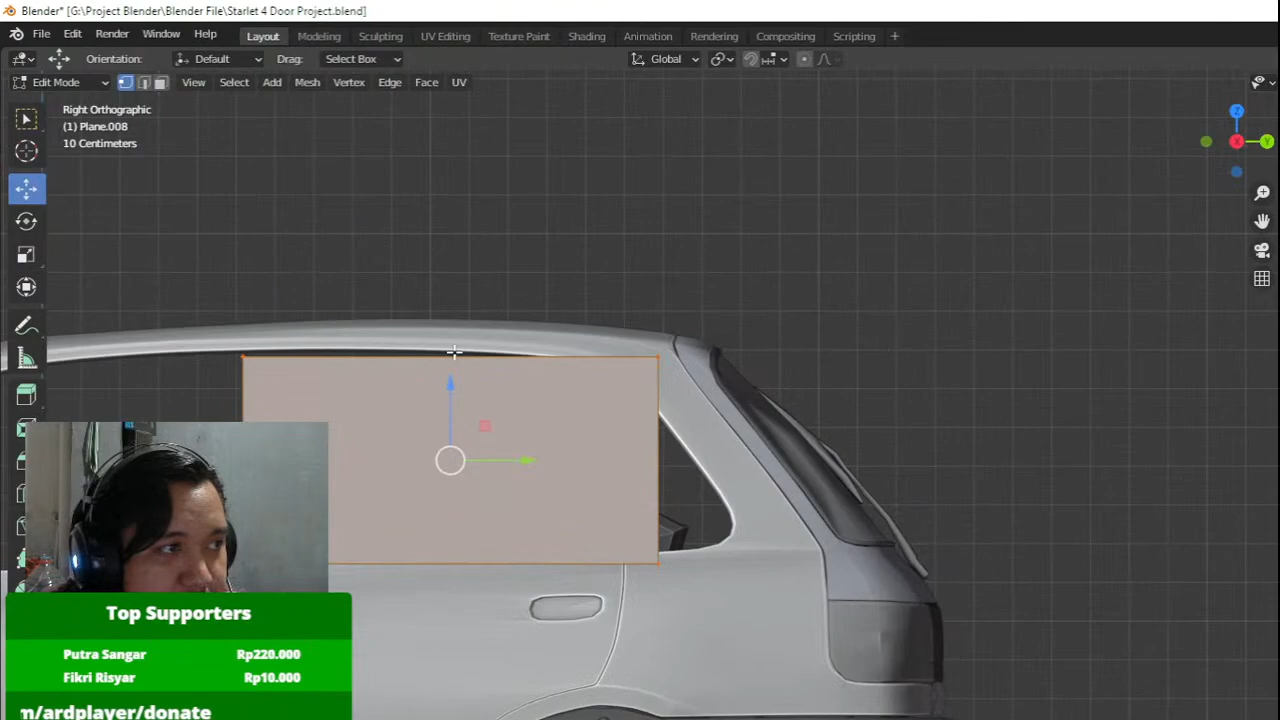 Blender* [G:\Project Blender\Blender File\Starlet 4 Door Project.blend]
File Edit Render Window Help Layout Modeling Sculpting UV Editing Texture Paint Shading Animation Rendering Compositing Scripting +
Orientation: Default Drag: Select Box Global
Edit Mode View Select Add Mesh Vertex Edge Face UV
Right Orthographic
(1) Plane.008
10 Centimeters
Z
X
Y
Top Supporters
Putra Sangar Rp220.000
Fikri Risyar Rp10.000
m/ardplayer/donate